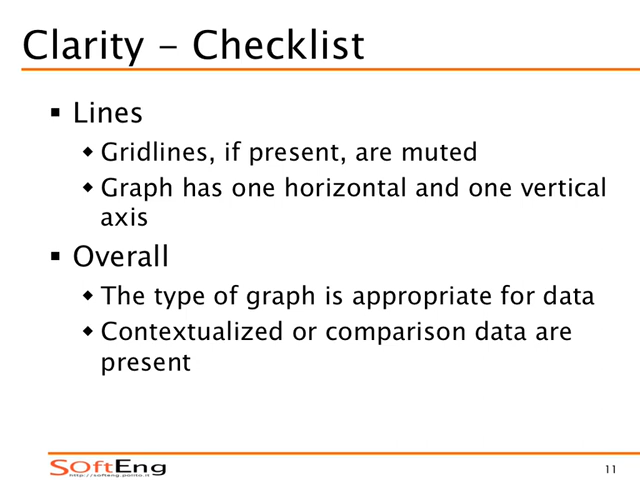 Clarity – Checklist
▪ Lines
◆ Gridlines, if present, are muted
◆ Graph has one horizontal and one vertical
axis
▪ Overall
◆ The type of graph is appropriate for data
◆ Contextualized or comparison data are
present
SOftEng
http://softeng.polito.it
11